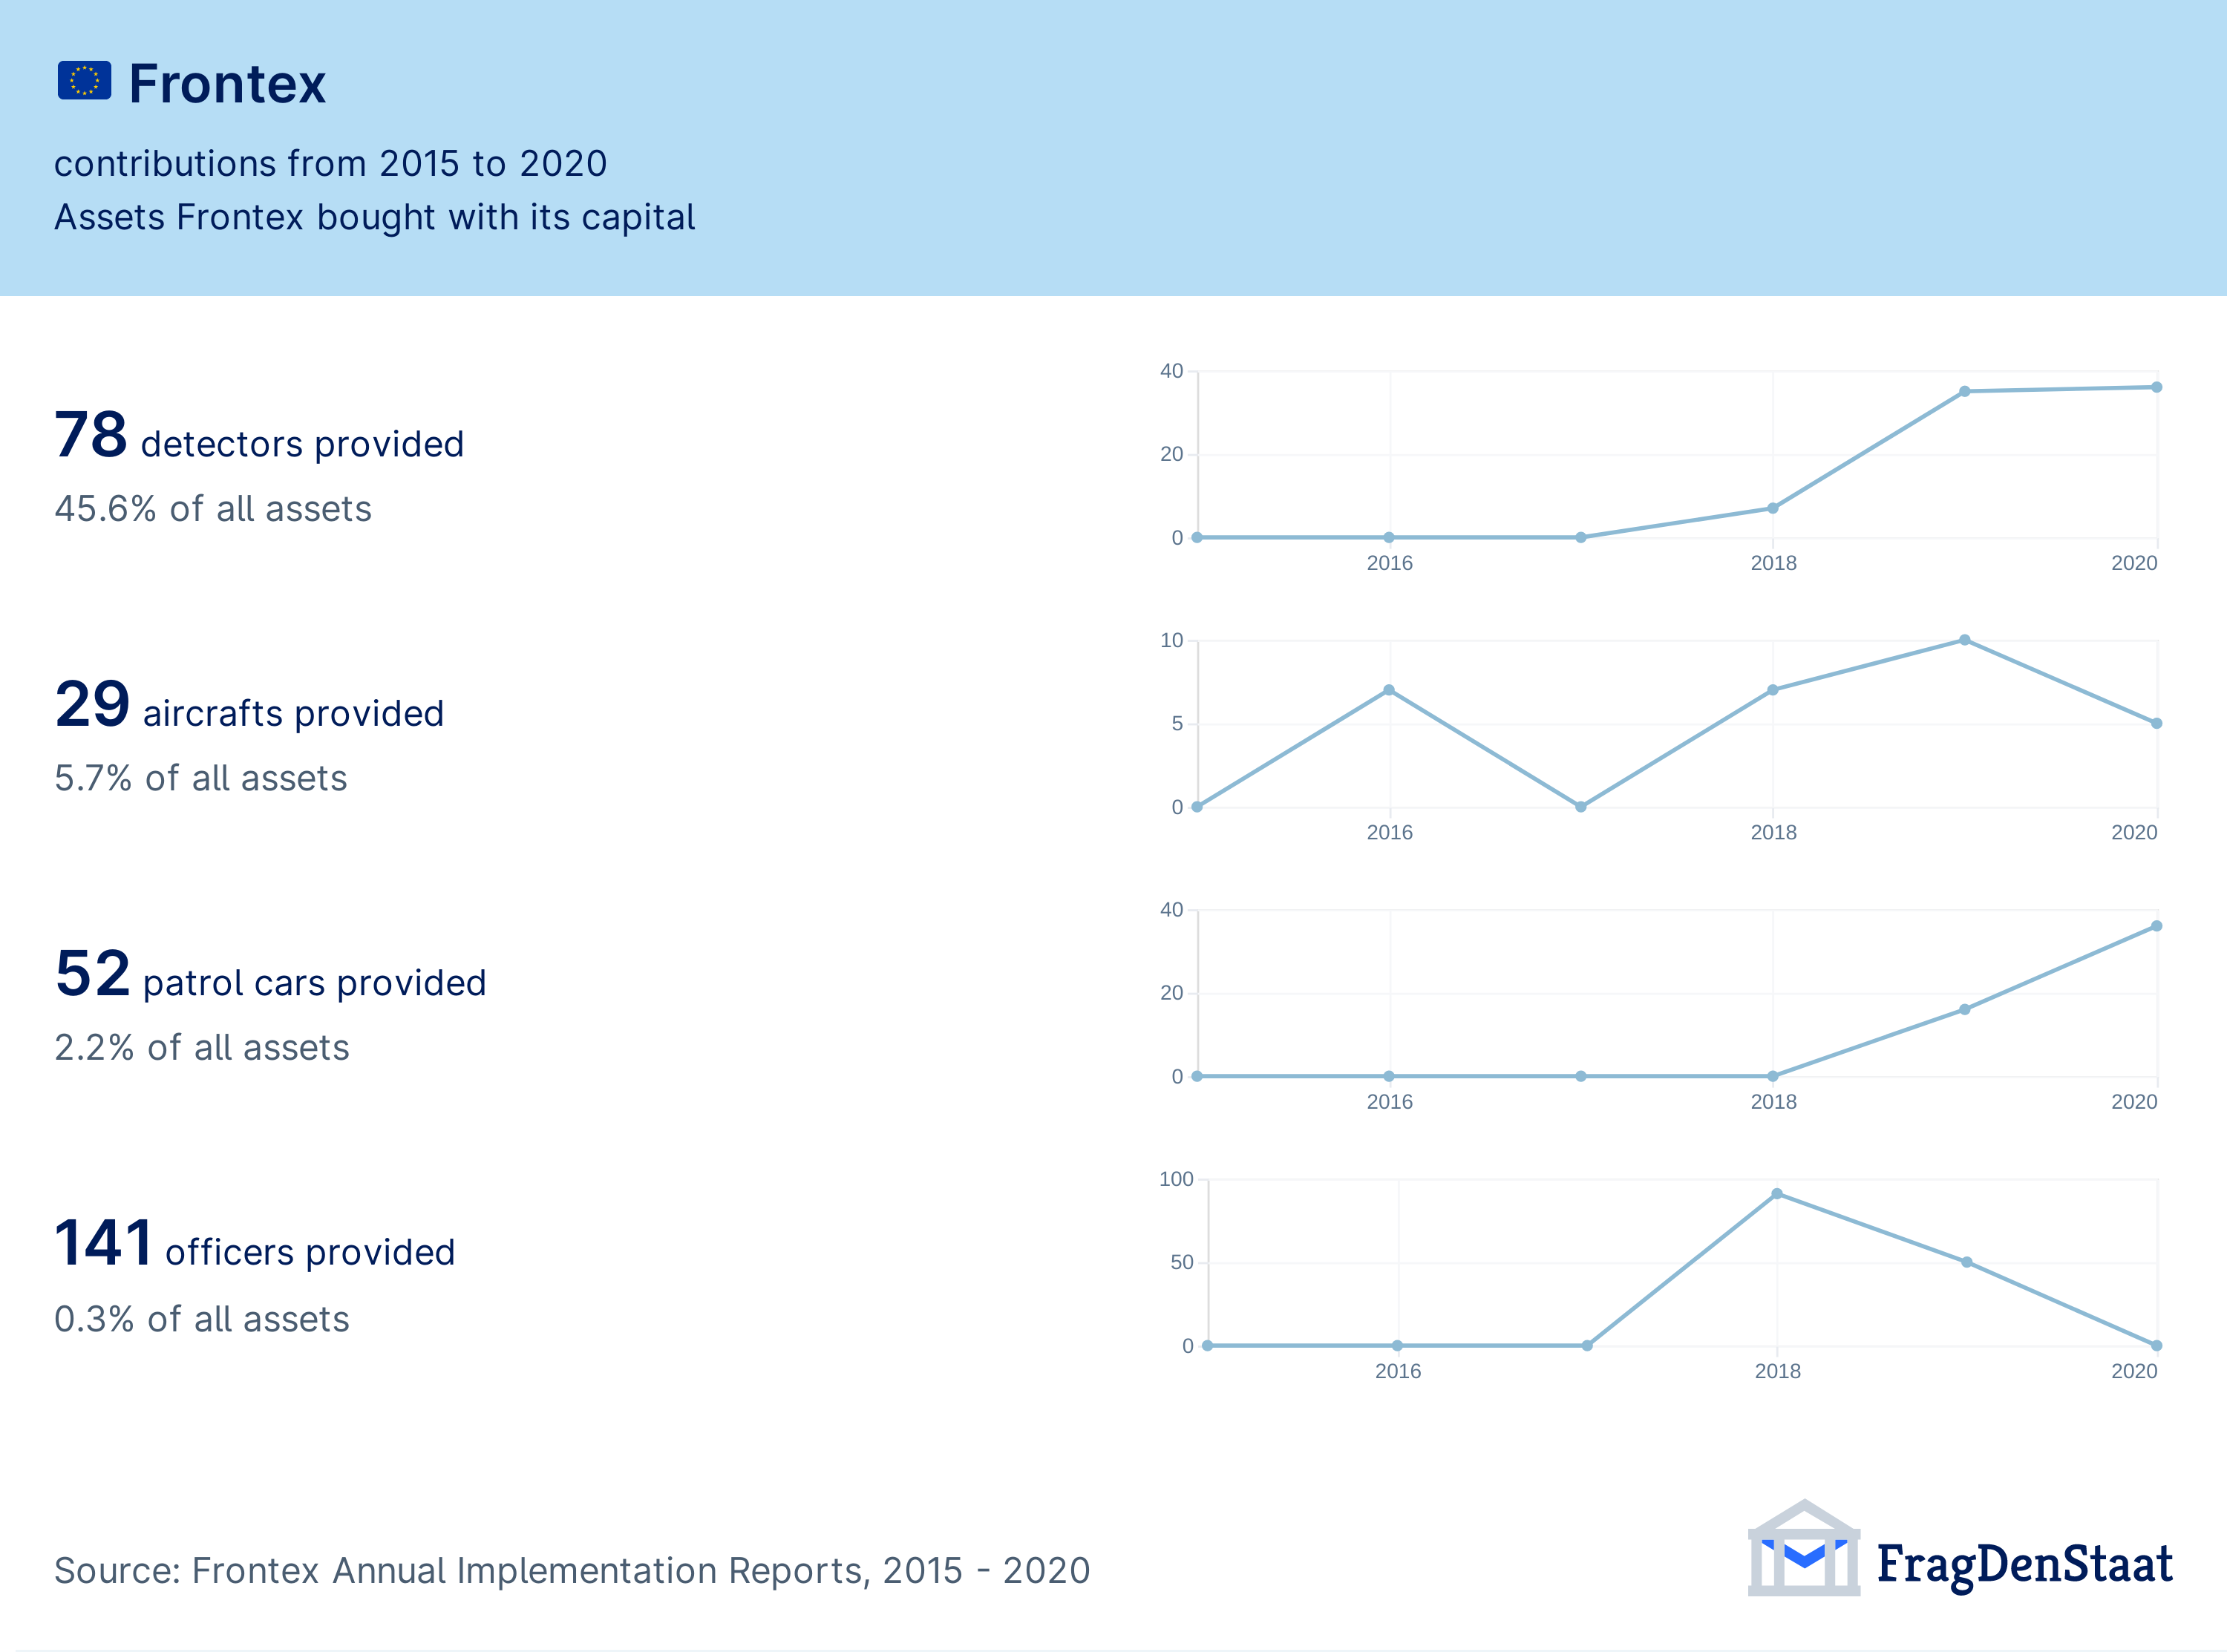 Frontex
contributions from 2015 to 2020
Assets Frontex bought with its capital
78 detectors provided
45.6% of all assets
40
20
0
2016 2018 2020
29 aircrafts provided
5.7% of all assets
10
5
0
2016 2018 2020
52 patrol cars provided
2.2% of all assets
40
20
0
2016 2018 2020
141 officers provided
0.3% of all assets
100
50
0
2016 2018 2020
Source: Frontex Annual Implementation Reports, 2015 - 2020
FragDenStaat